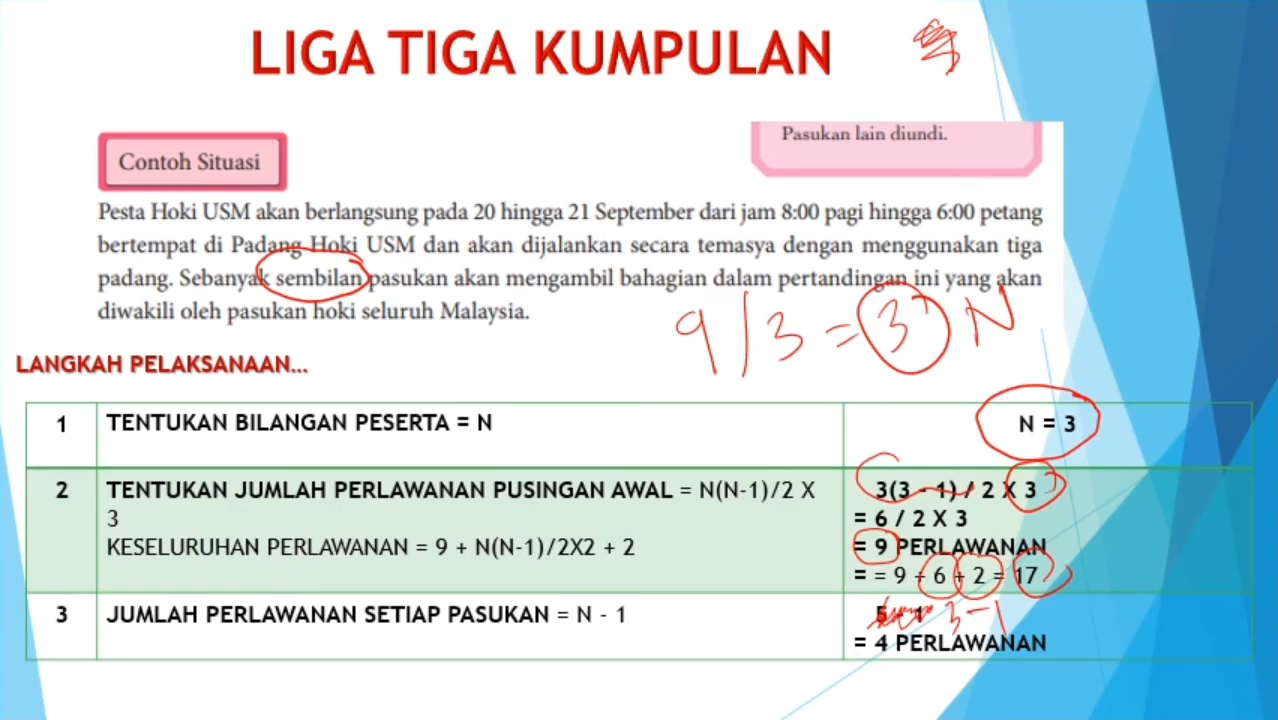 LIGA TIGA KUMPULAN
Pasukan lain diundi.
Contoh Situasi
Pesta Hoki USM akan berlangsung pada 20 hingga 21 September dari jam 8:00 pagi hingga 6:00 petang
bertempat di Padang Hoki USM dan akan dijalankan secara temasya dengan menggunakan tiga
padang. Sebanyak sembilan pasukan akan mengambil bahagian dalam pertandingan ini yang akan
diwakili oleh pasukan hoki seluruh Malaysia.
9/3 = 3 N
LANGKAH PELAKSANAAN...
1 TENTUKAN BILANGAN PESERTA = N N = 3
2 TENTUKAN JUMLAH PERLAWANAN PUSINGAN AWAL = N(N-1)/2 X
3
KESELURUHAN PERLAWANAN = 9 + N(N-1)/2X2 + 2
3(3 - 1) / 2 X 3
= 6 / 2 X 3
= 9 PERLAWANAN
= = 9 + 6 + 2 = 17
3 JUMLAH PERLAWANAN SETIAP PASUKAN = N - 1
3-1
= 4 PERLAWANAN